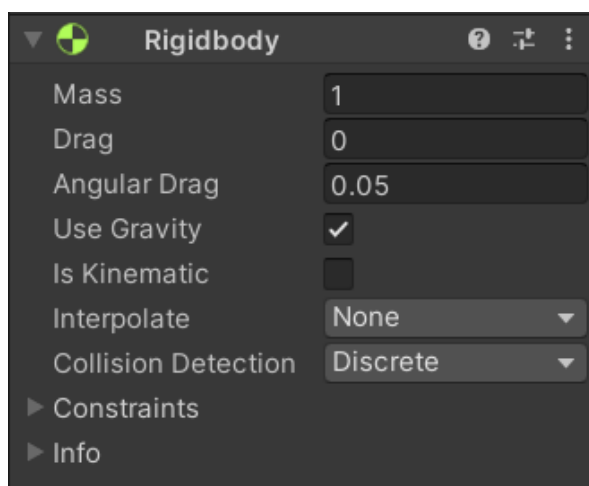 Rigidbody
Mass 1
Drag 0
Angular Drag 0.05
Use Gravity
Is Kinematic
Interpolate None
Collision Detection Discrete
Constraints
Info